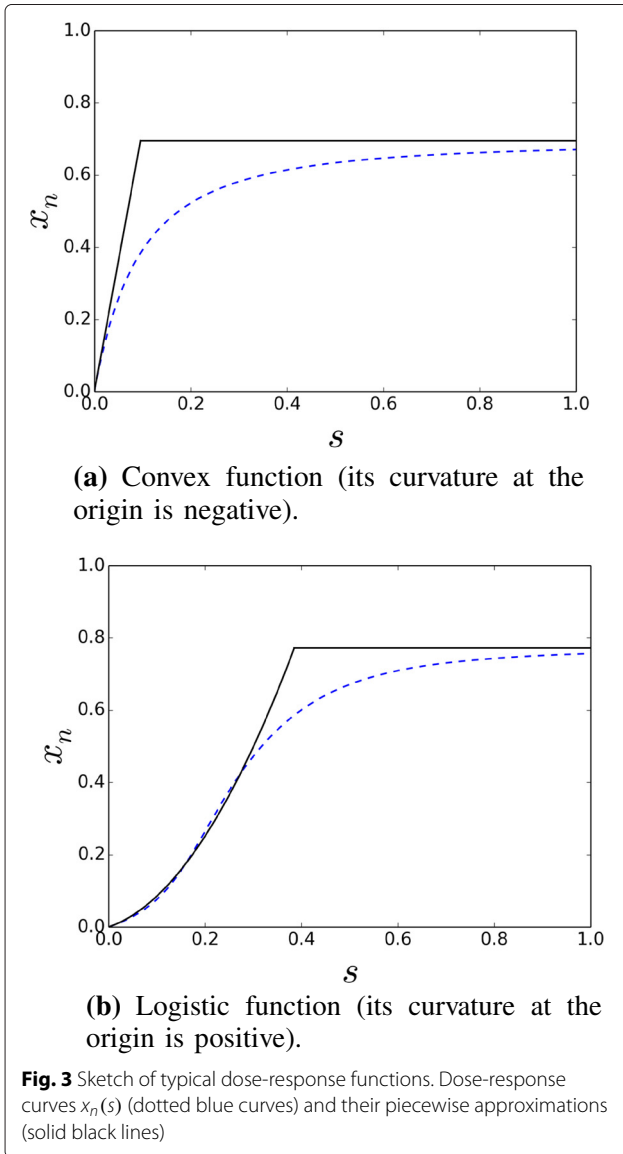 1.0
0.8
0.6
x_n
0.4
0.2
0.0
0.0 0.2 0.4 0.6 0.8 1.0
s
(a) Convex function (its curvature at the
origin is negative).
1.0
0.8
0.6
x_n
0.4
0.2
0.0
0.0 0.2 0.4 0.6 0.8 1.0
s
(b) Logistic function (its curvature at the
origin is positive).
Fig. 3 Sketch of typical dose-response functions. Dose-response
curves x_n(s) (dotted blue curves) and their piecewise approximations
(solid black lines)